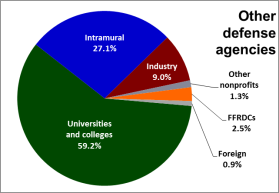 Other
defense
agencies
Intramural
27.1%
Industry
9.0%
Other
nonprofits
1.3%
FFRDCs
2.5%
Foreign
0.9%
Universities
and colleges
59.2%